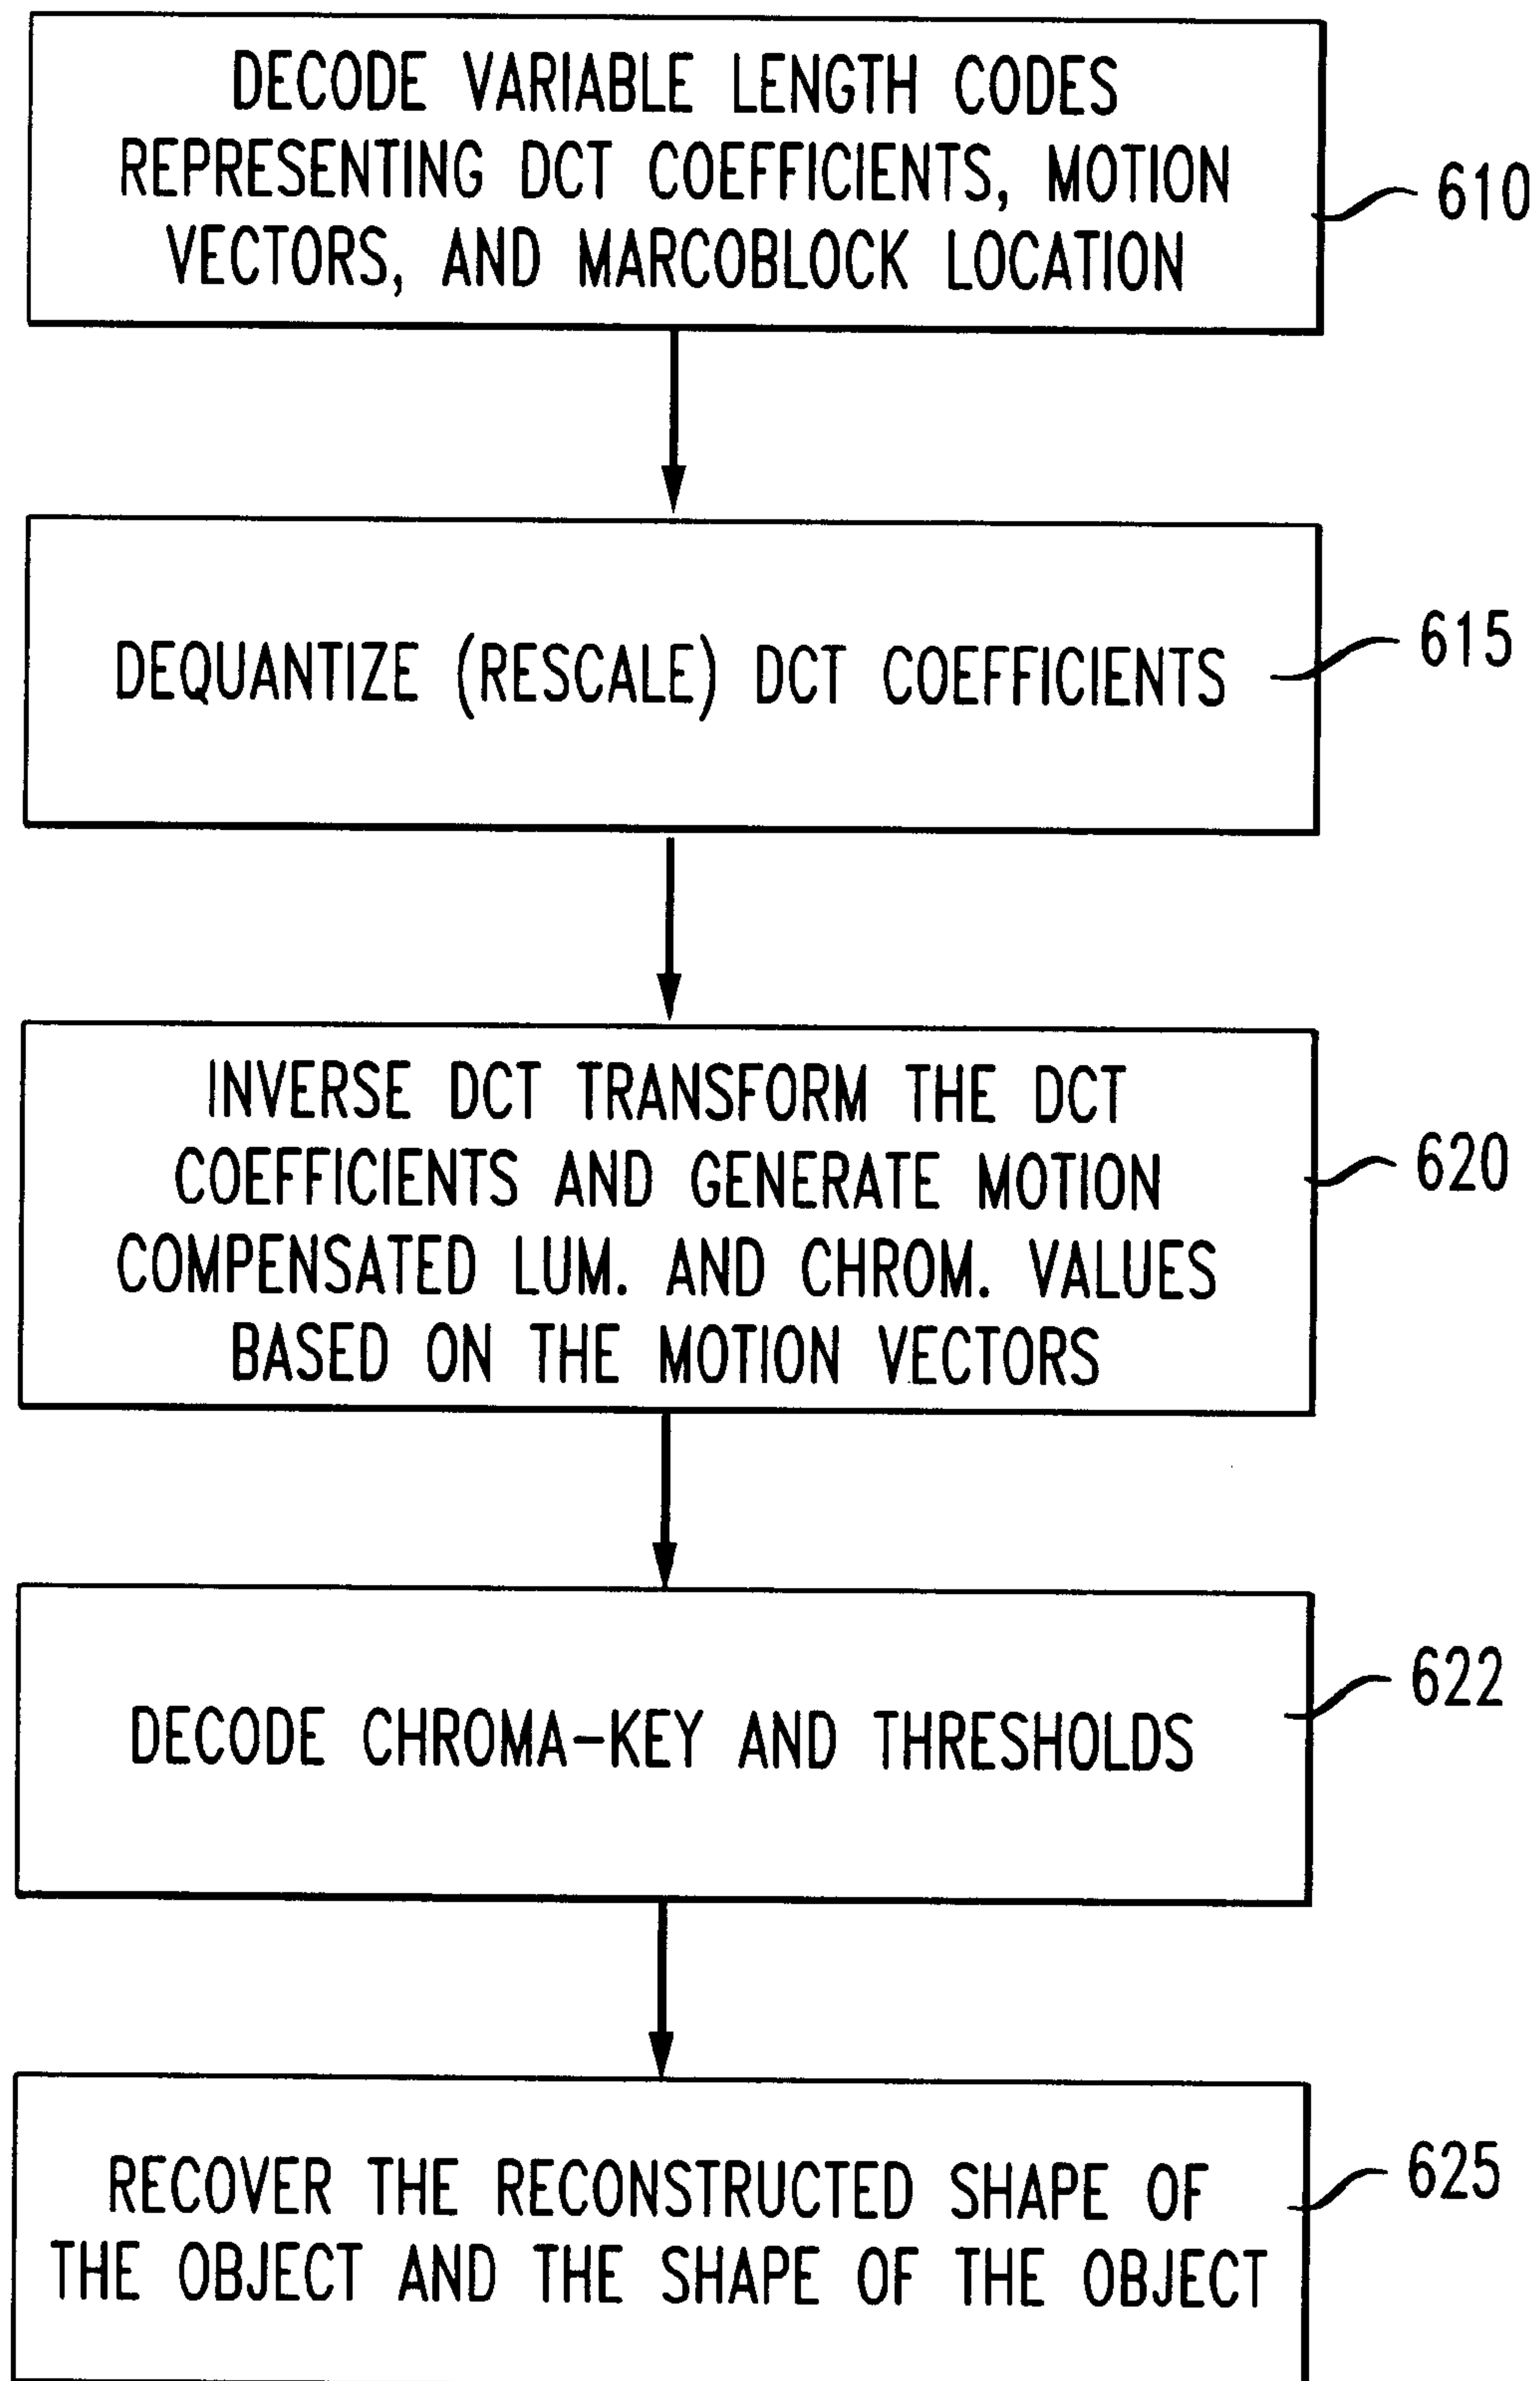 DECODE VARIABLE LENGTH CODES
REPRESENTING DCT COEFFICIENTS, MOTION
VECTORS, AND MARCOBLOCK LOCATION
610
DEQUANTIZE (RESCALE) DCT COEFFICIENTS
615
INVERSE DCT TRANSFORM THE DCT
COEFFICIENTS AND GENERATE MOTION
COMPENSATED LUM. AND CHROM. VALUES
BASED ON THE MOTION VECTORS
620
DECODE CHROMA-KEY AND THRESHOLDS
622
RECOVER THE RECONSTRUCTED SHAPE OF
THE OBJECT AND THE SHAPE OF THE OBJECT
625